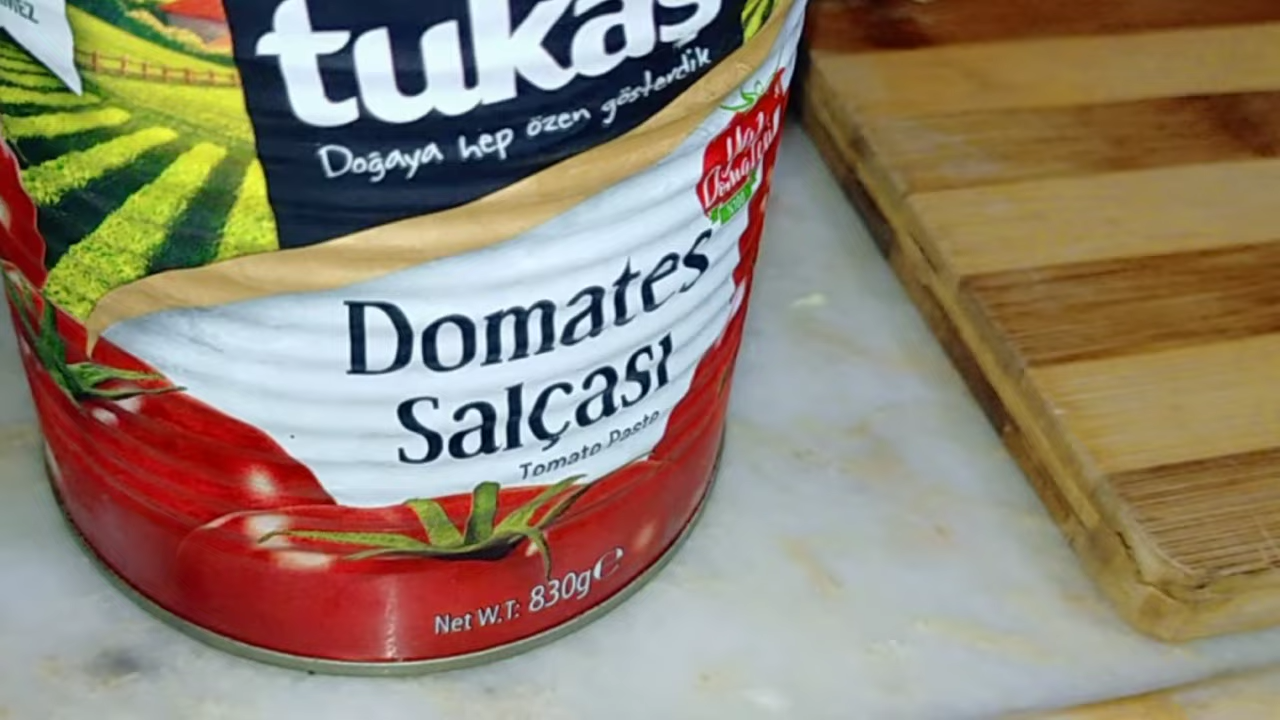 tukaş
Doğaya hep özen gösterdik
Domates
Salçası
Tomato Paste
Net W.T: 830g ℮